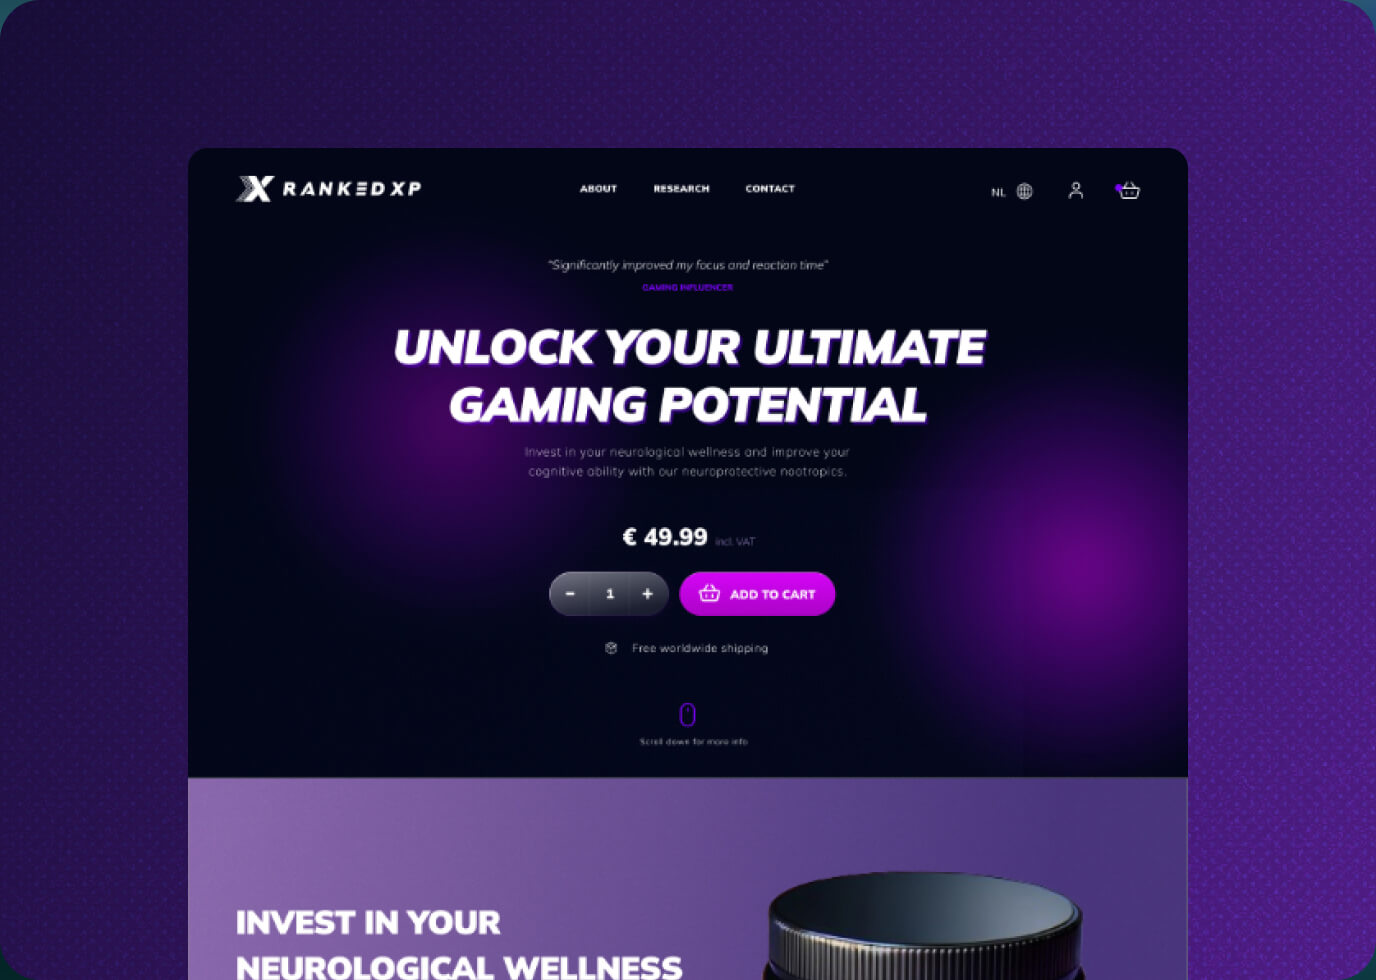 RANKEDXP
ABOUT RESEARCH CONTACT
NL
“Significantly improved my focus and reaction time”
GAMING INFLUENCER
UNLOCK YOUR ULTIMATE
GAMING POTENTIAL
Invest in your neurological wellness and improve your
cognitive ability with our neuroprotective nootropics.
€ 49.99 incl. VAT
- 1 + ADD TO CART
Free worldwide shipping
Scroll down for more info
INVEST IN YOUR
NEUROLOGICAL WELLNESS